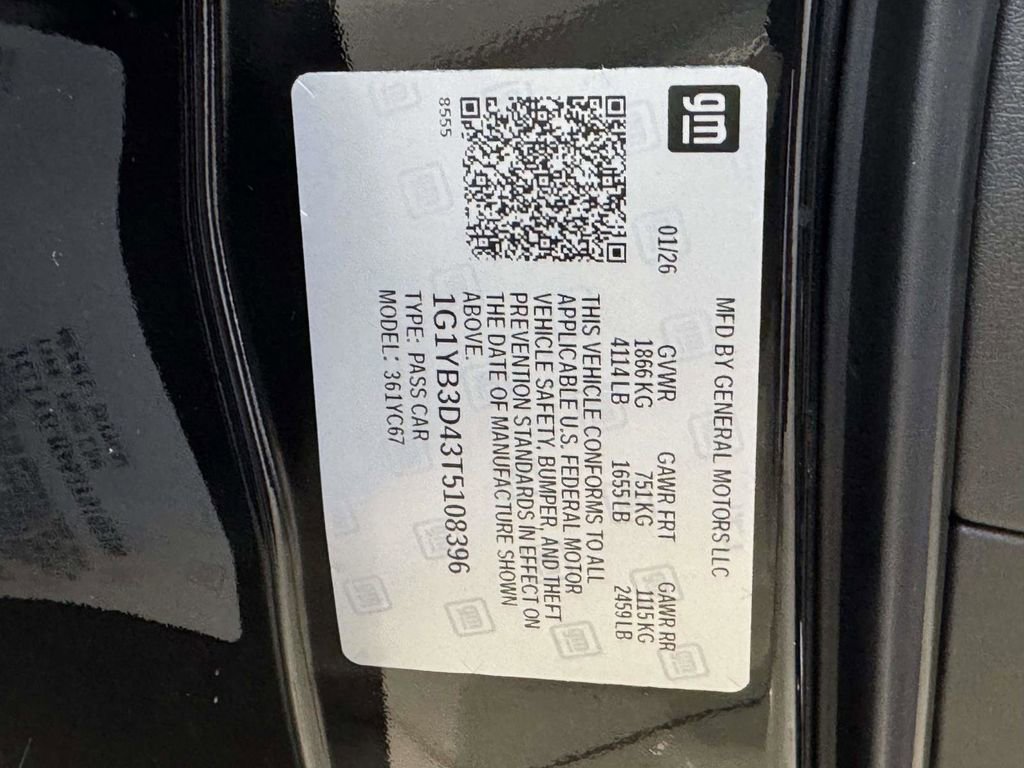 gm
MFD BY GENERAL MOTORS LLC
01/26 GVWR GAWR FRT GAWR RR
1866 KG 751 KG 1115 KG
4114 LB 1655 LB 2459 LB
THIS VEHICLE CONFORMS TO ALL
APPLICABLE U.S. FEDERAL MOTOR
VEHICLE SAFETY, BUMPER, AND THEFT
PREVENTION STANDARDS IN EFFECT ON
THE DATE OF MANUFACTURE SHOWN
ABOVE.
8555
1G1YB3D43T5108396
TYPE: PASS CAR
MODEL: 361YC67